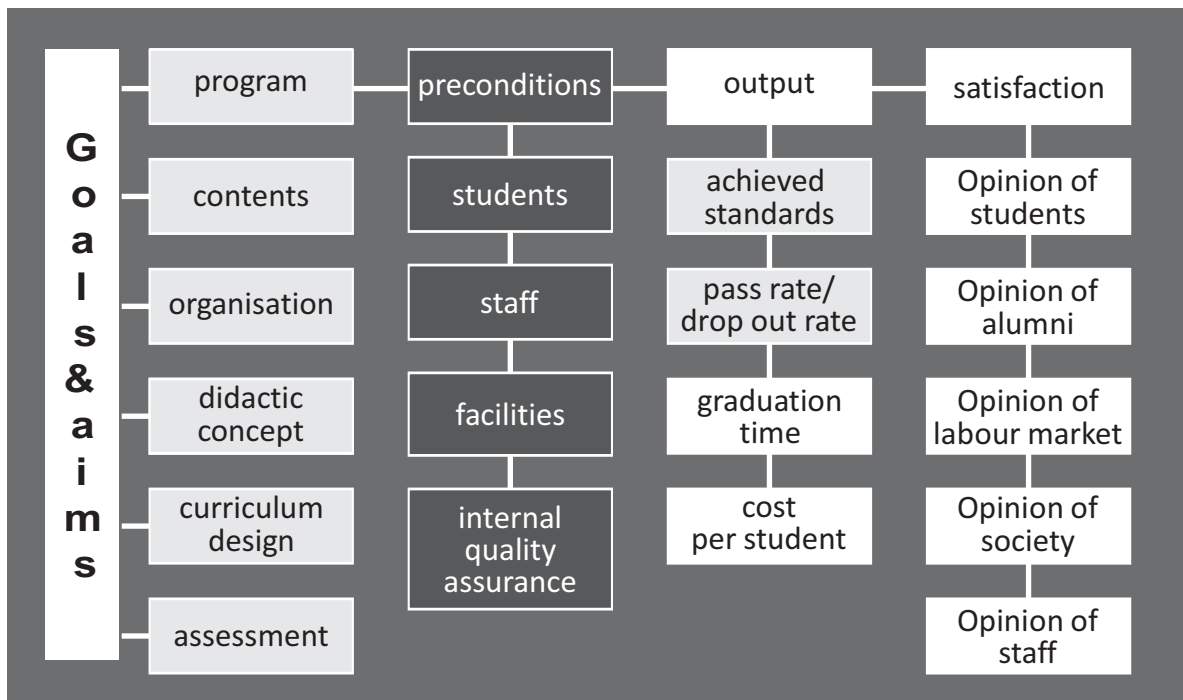 Goals&aims
program
contents
organisation
didactic
concept
curriculum
design
assessment
preconditions
students
staff
facilities
internal
quality
assurance
output
achieved
standards
pass rate/
drop out rate
graduation
time
cost
per student
satisfaction
Opinion of
students
Opinion of
alumni
Opinion of
labour market
Opinion of
society
Opinion of
staff